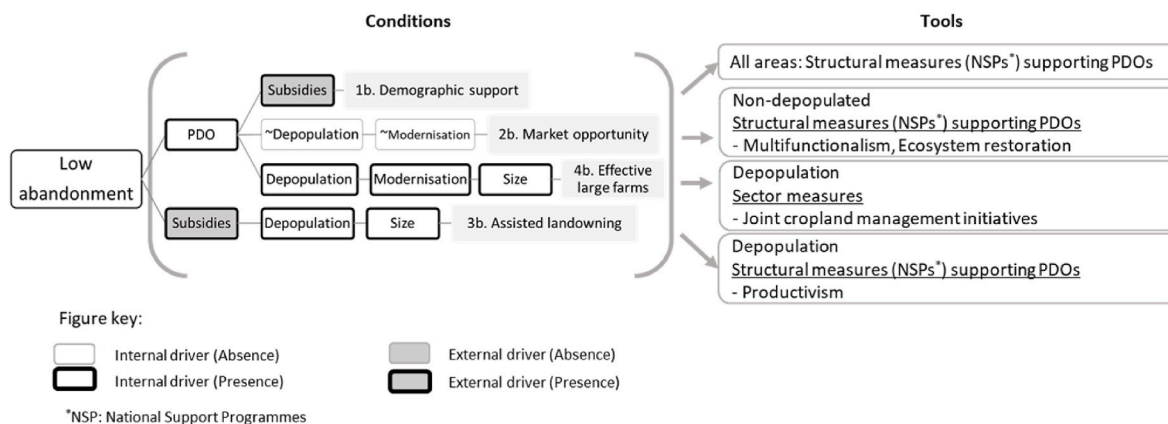 Conditions
Tools
Low
abandonment
PDO
Subsidies
1b. Demographic support
~Depopulation
~Modernisation
2b. Market opportunity
Depopulation
Modernisation
Size
4b. Effective
large farms
Subsidies
Depopulation
Size
3b. Assisted landowning
All areas: Structural measures (NSPs*) supporting PDOs
Non-depopulated
Structural measures (NSPs*) supporting PDOs
- Multifunctionalism, Ecosystem restoration
Depopulation
Sector measures
- Joint cropland management initiatives
Depopulation
Structural measures (NSPs*) supporting PDOs
- Productivism
Figure key:
Internal driver (Absence)
External driver (Absence)
Internal driver (Presence)
External driver (Presence)
*NSP: National Support Programmes